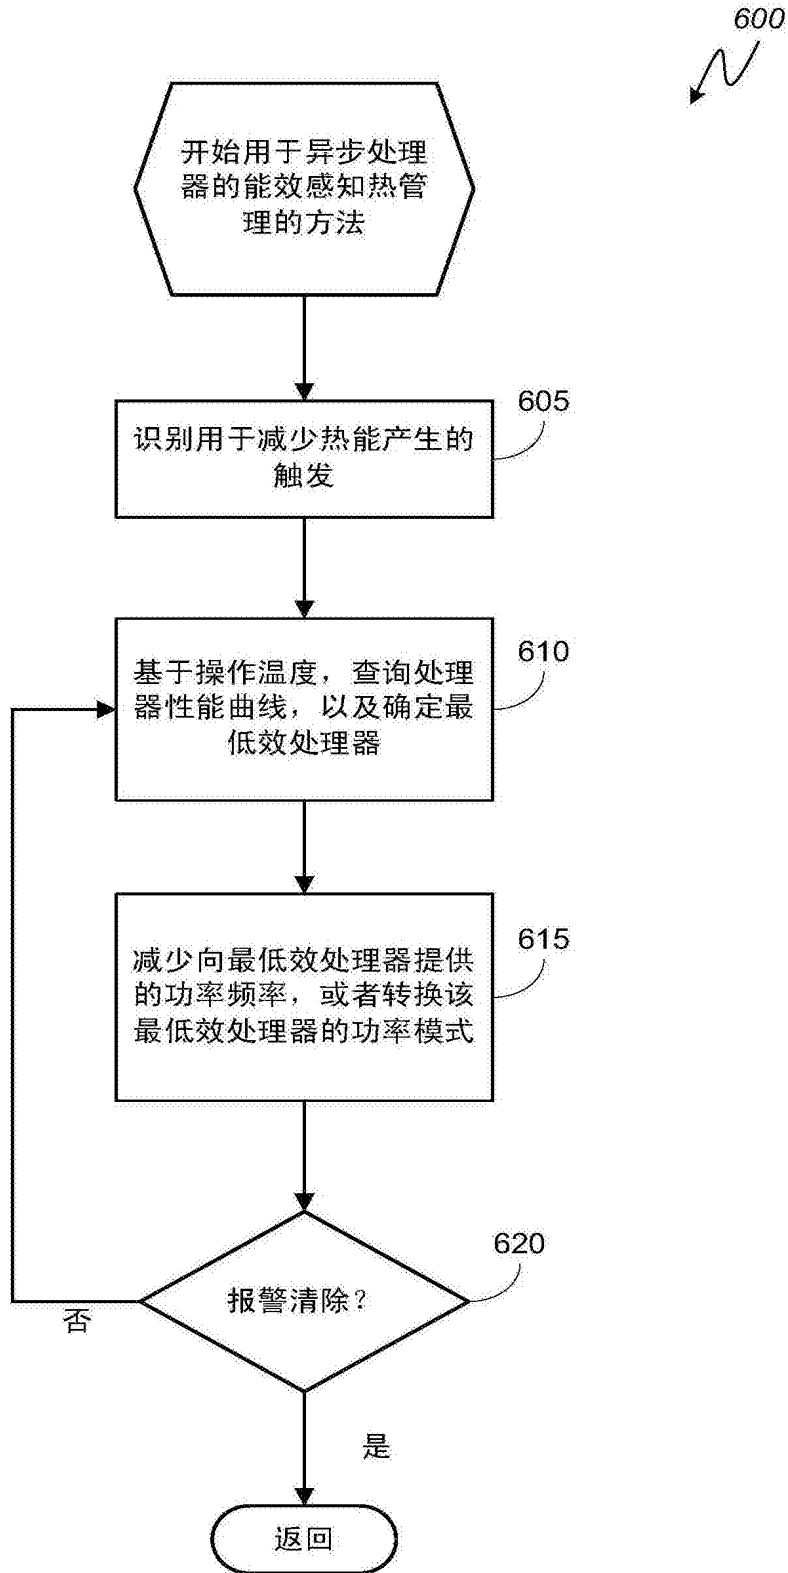 600
开始用于异步处理
器的能效感知热管
理的方法
605
识别用于减少热能产生的
触发
610
基于操作温度，查询处理
器性能曲线，以及确定最
低效处理器
615
减少向最低效处理器提供
的功率频率，或者转换该
最低效处理器的功率模式
620
报警清除？
否
是
返回